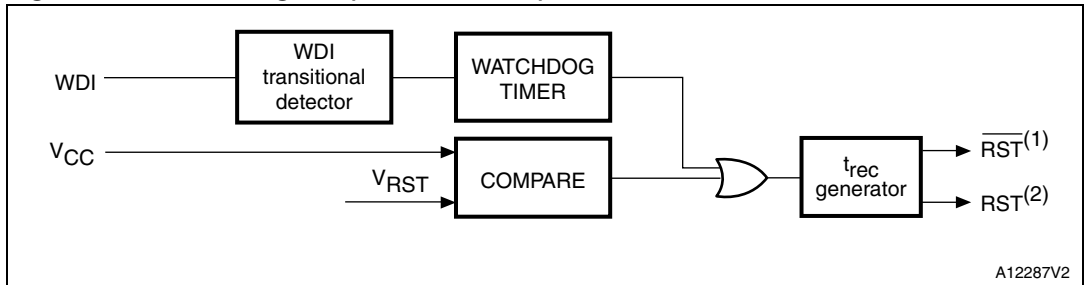 WDI
WDI
transitional
detector
WATCHDOG
TIMER
VCC
VRST
COMPARE
trec
generator
RST(1)
RST(2)
A12287V2